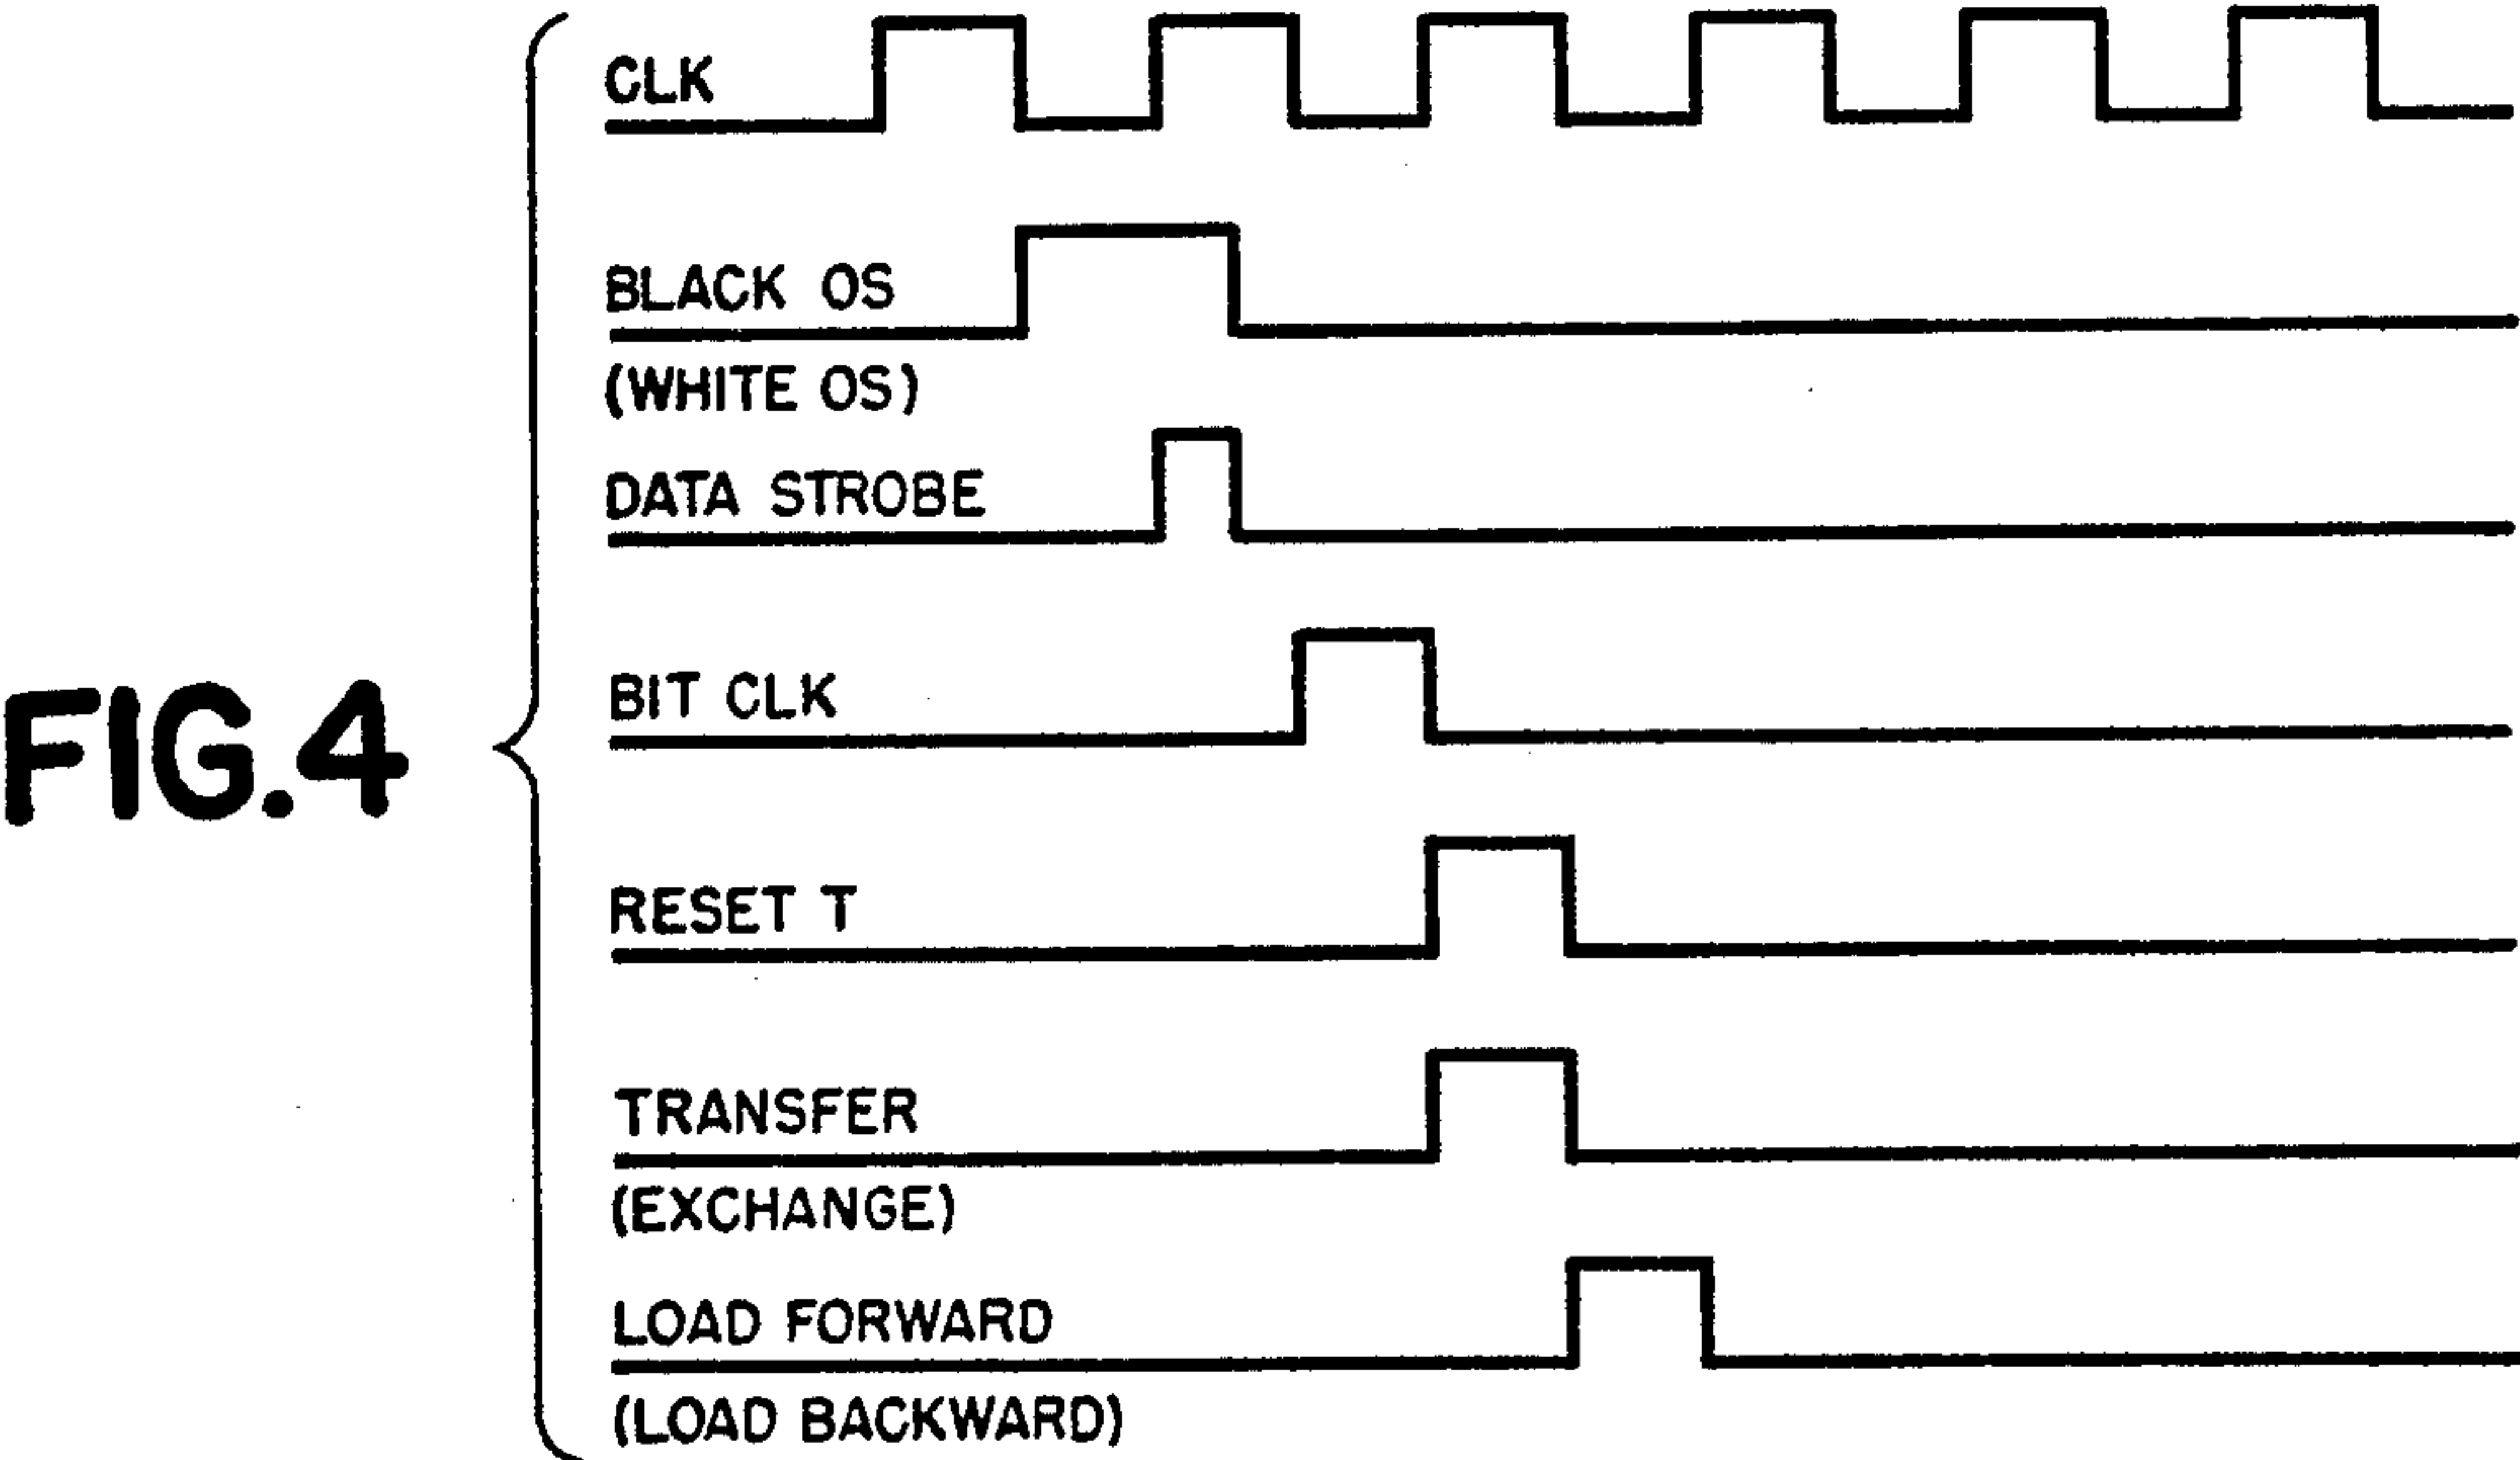 CLK
BLACK OS
(WHITE OS)
DATA STROBE
BIT CLK
FIG.4
RESET T
TRANSFER
(EXCHANGE)
LOAD FORWARD
(LOAD BACKWARD)